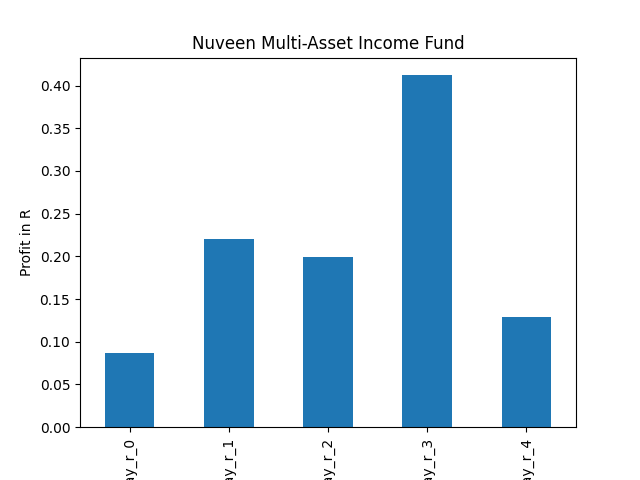 Nuveen Multi-Asset Income Fund
Profit in R
0.40
0.35
0.30
0.25
0.20
0.15
0.10
0.05
0.00
ay_r_0
ay_r_1
ay_r_2
ay_r_3
ay_r_4